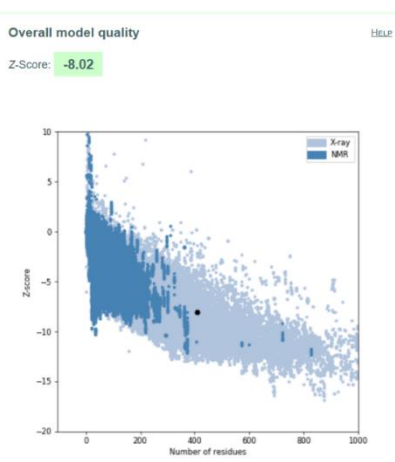 Overall model quality
HELP
Z-Score: -8.02
10
5
0
−5
−10
−15
−20
Z-score
X-ray
NMR
0 200 400 600 800 1000
Number of residues